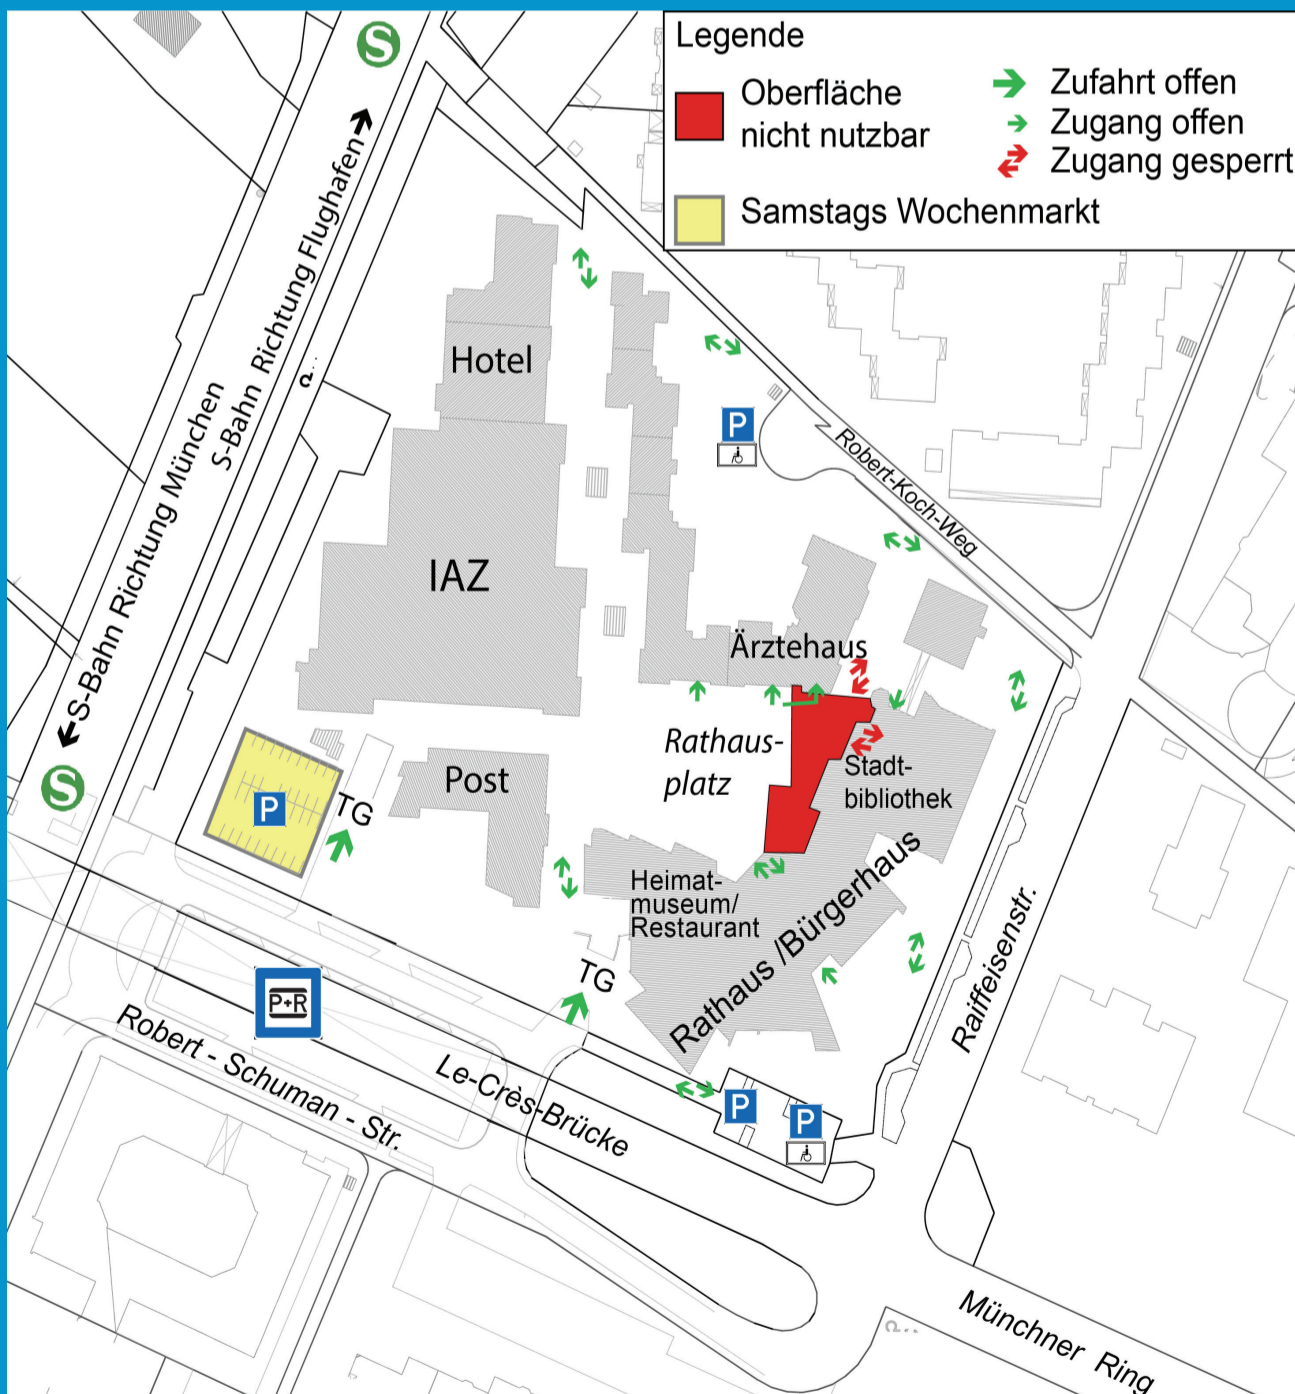 Legende
Oberfläche
nicht nutzbar
Zufahrt offen
Zugang offen
Zugang gesperrt
Samstags Wochenmarkt
S
S-Bahn Richtung Flughafen
S-Bahn Richtung München
Hotel
P
Robert-Koch-Weg
IAZ
Ärztehaus
Rathaus-
platz
Stadt-
bibliothek
S
P
TG
Post
Heimat-
museum/
Restaurant
Rathaus /Bürgerhaus
TG
P+R
Raiffeisenstr.
Robert - Schuman - Str.
Le-Crès-Brücke
P
P
Münchner Ring